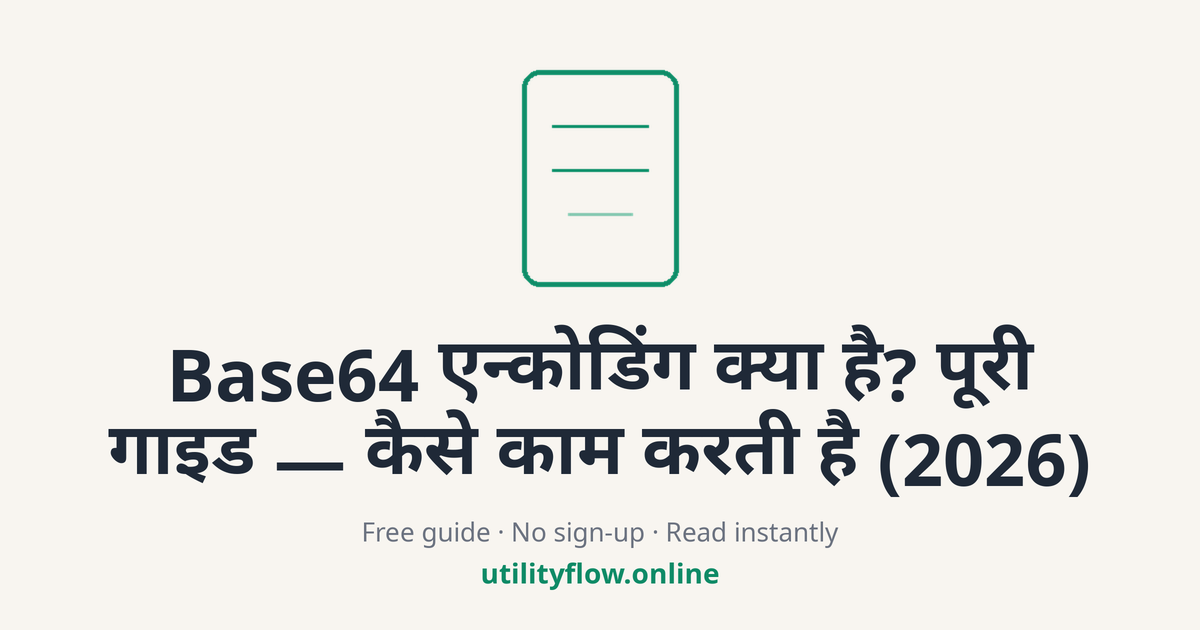 Base64 एन्कोडिंग क्या है? पूरी
गाइड — कैसे काम करती है (2026)
Free guide · No sign-up · Read instantly
utilityflow.online